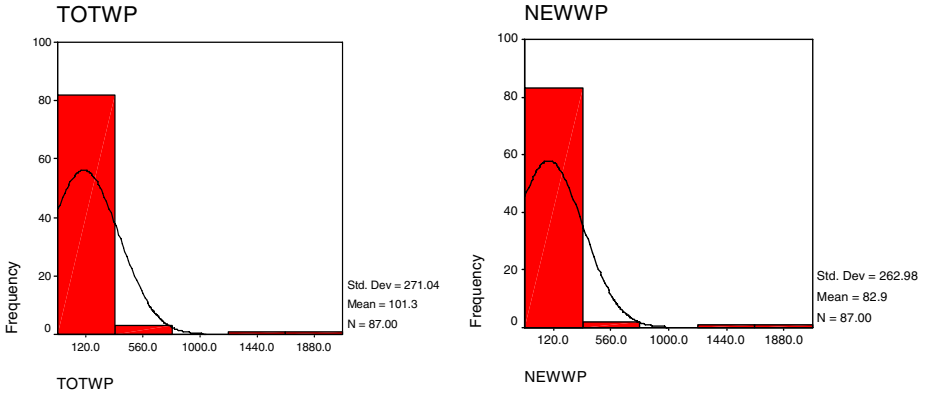 TOTWP
100
80
60
40
20
0
Frequency
120.0 560.0 1000.0 1440.0 1880.0
TOTWP
Std. Dev = 271.04
Mean = 101.3
N = 87.00
NEWWP
100
80
60
40
20
0
Frequency
120.0 560.0 1000.0 1440.0 1880.0
NEWWP
Std. Dev = 262.98
Mean = 82.9
N = 87.00